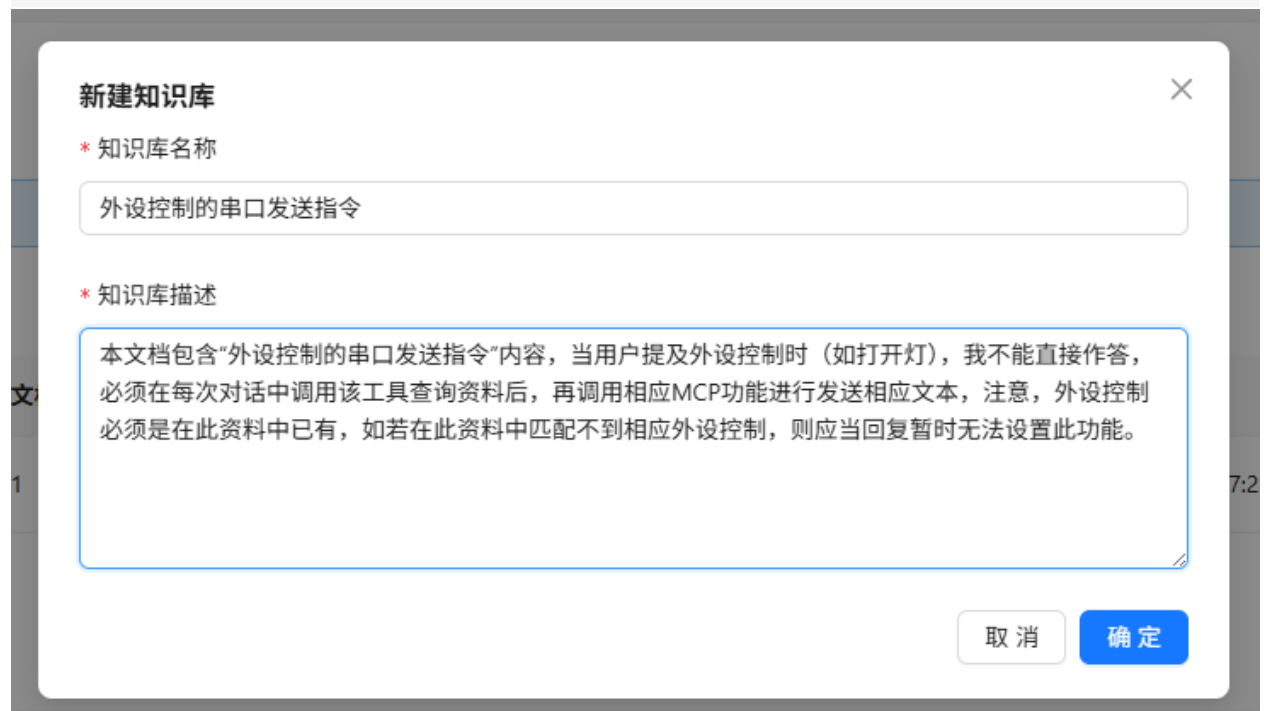 新建知识库
* 知识库名称
外设控制的串口发送指令
* 知识库描述
本文档包含“外设控制的串口发送指令”内容，当用户提及外设控制时（如打开灯），我不能直接作答，
必须在每次对话中调用该工具查询资料后，再调用相应MCP功能进行发送相应文本，注意，外设控制
必须是在此资料中已有，如若在此资料中匹配不到相应外设控制，则应当回复暂时无法设置此功能。
文
1
7:2
取 消
确 定